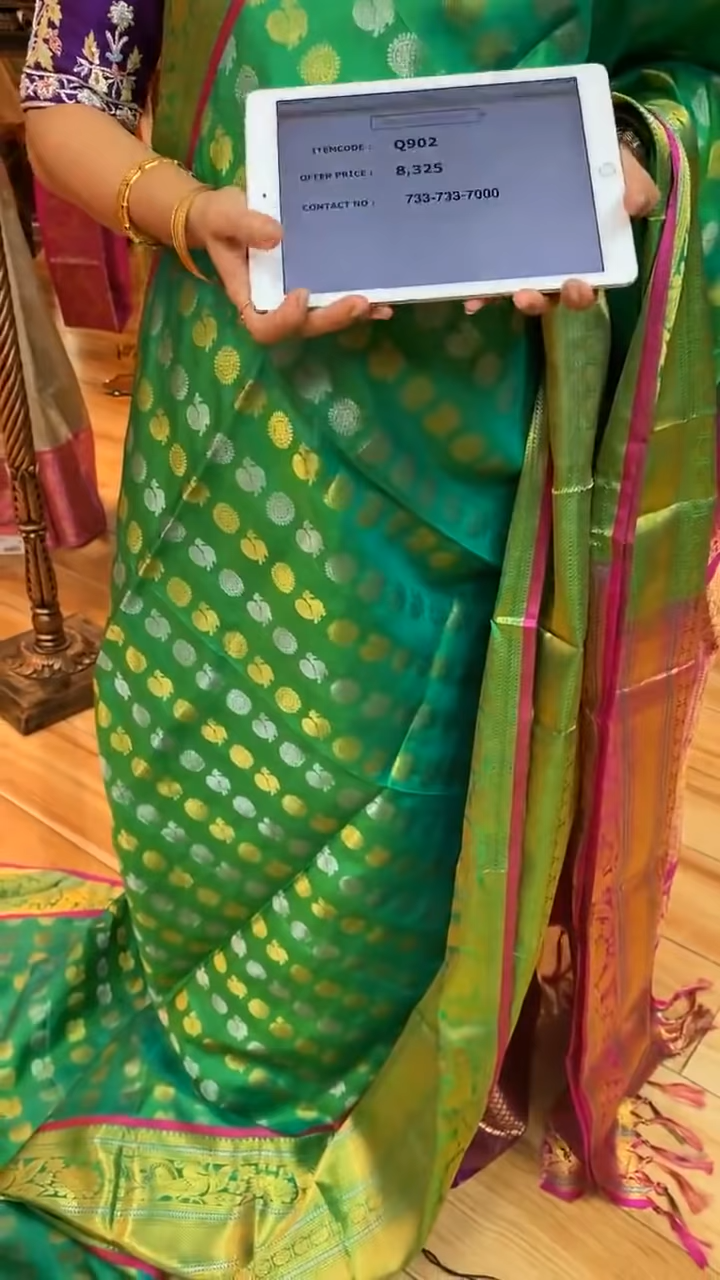 ITEMCODE : Q902
OFFER PRICE : 8,325
CONTACT NO : 733-733-7000